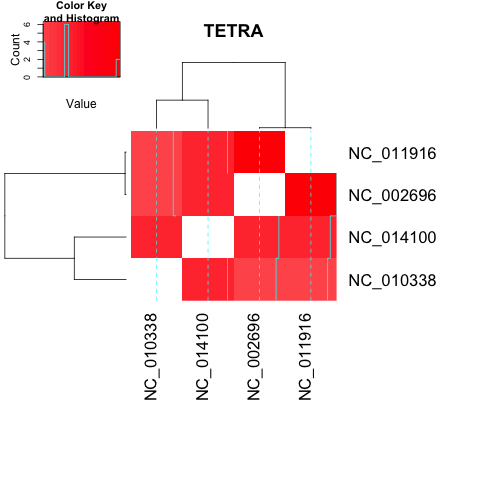 Color Key
and Histogram
Count
0 2 4 6
Value
TETRA
NC_011916
NC_002696
NC_014100
NC_010338
NC_010338
NC_014100
NC_002696
NC_011916